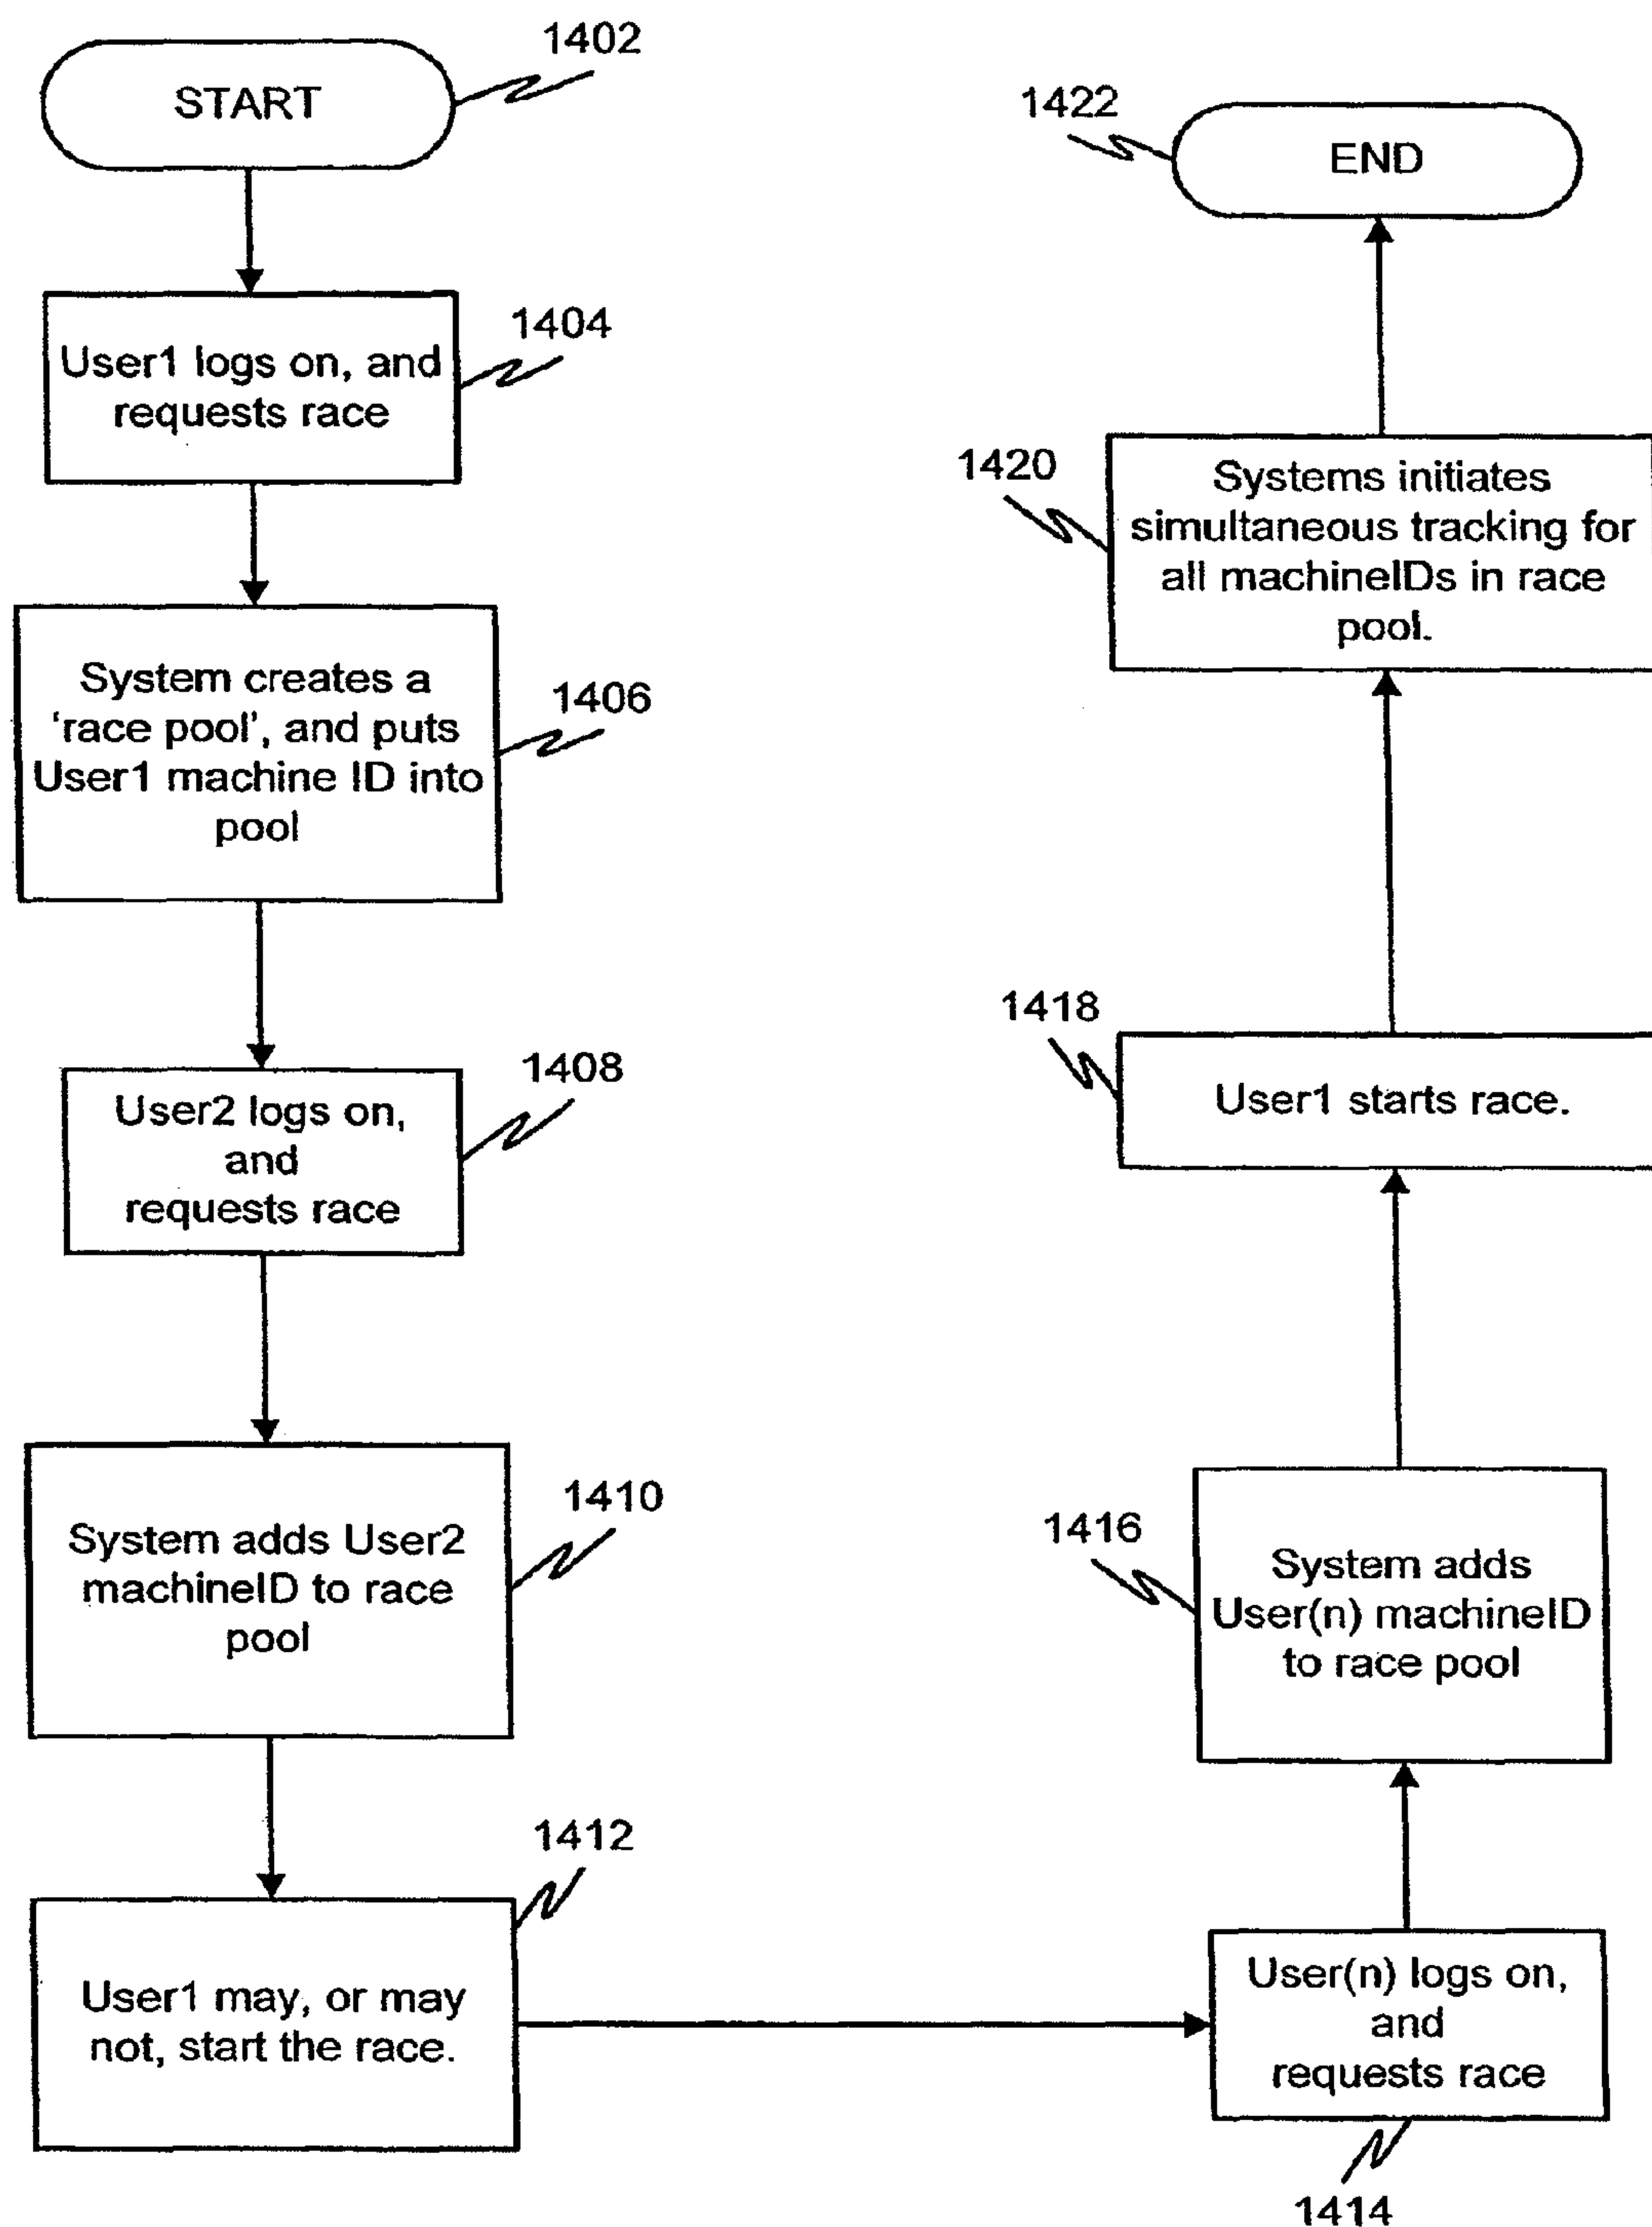 START
1402
User1 logs on, and
requests race
1404
System creates a
'race pool', and puts
User1 machine ID into
pool
1406
User2 logs on,
and
requests race
1408
System adds User2
machineID to race
pool
1410
User1 may, or may
not, start the race.
1412
User(n) logs on,
and
requests race
1414
System adds
User(n) machineID
to race pool
1416
User1 starts race.
1418
Systems initiates
simultaneous tracking for
all machineIDs in race
pool.
1420
END
1422